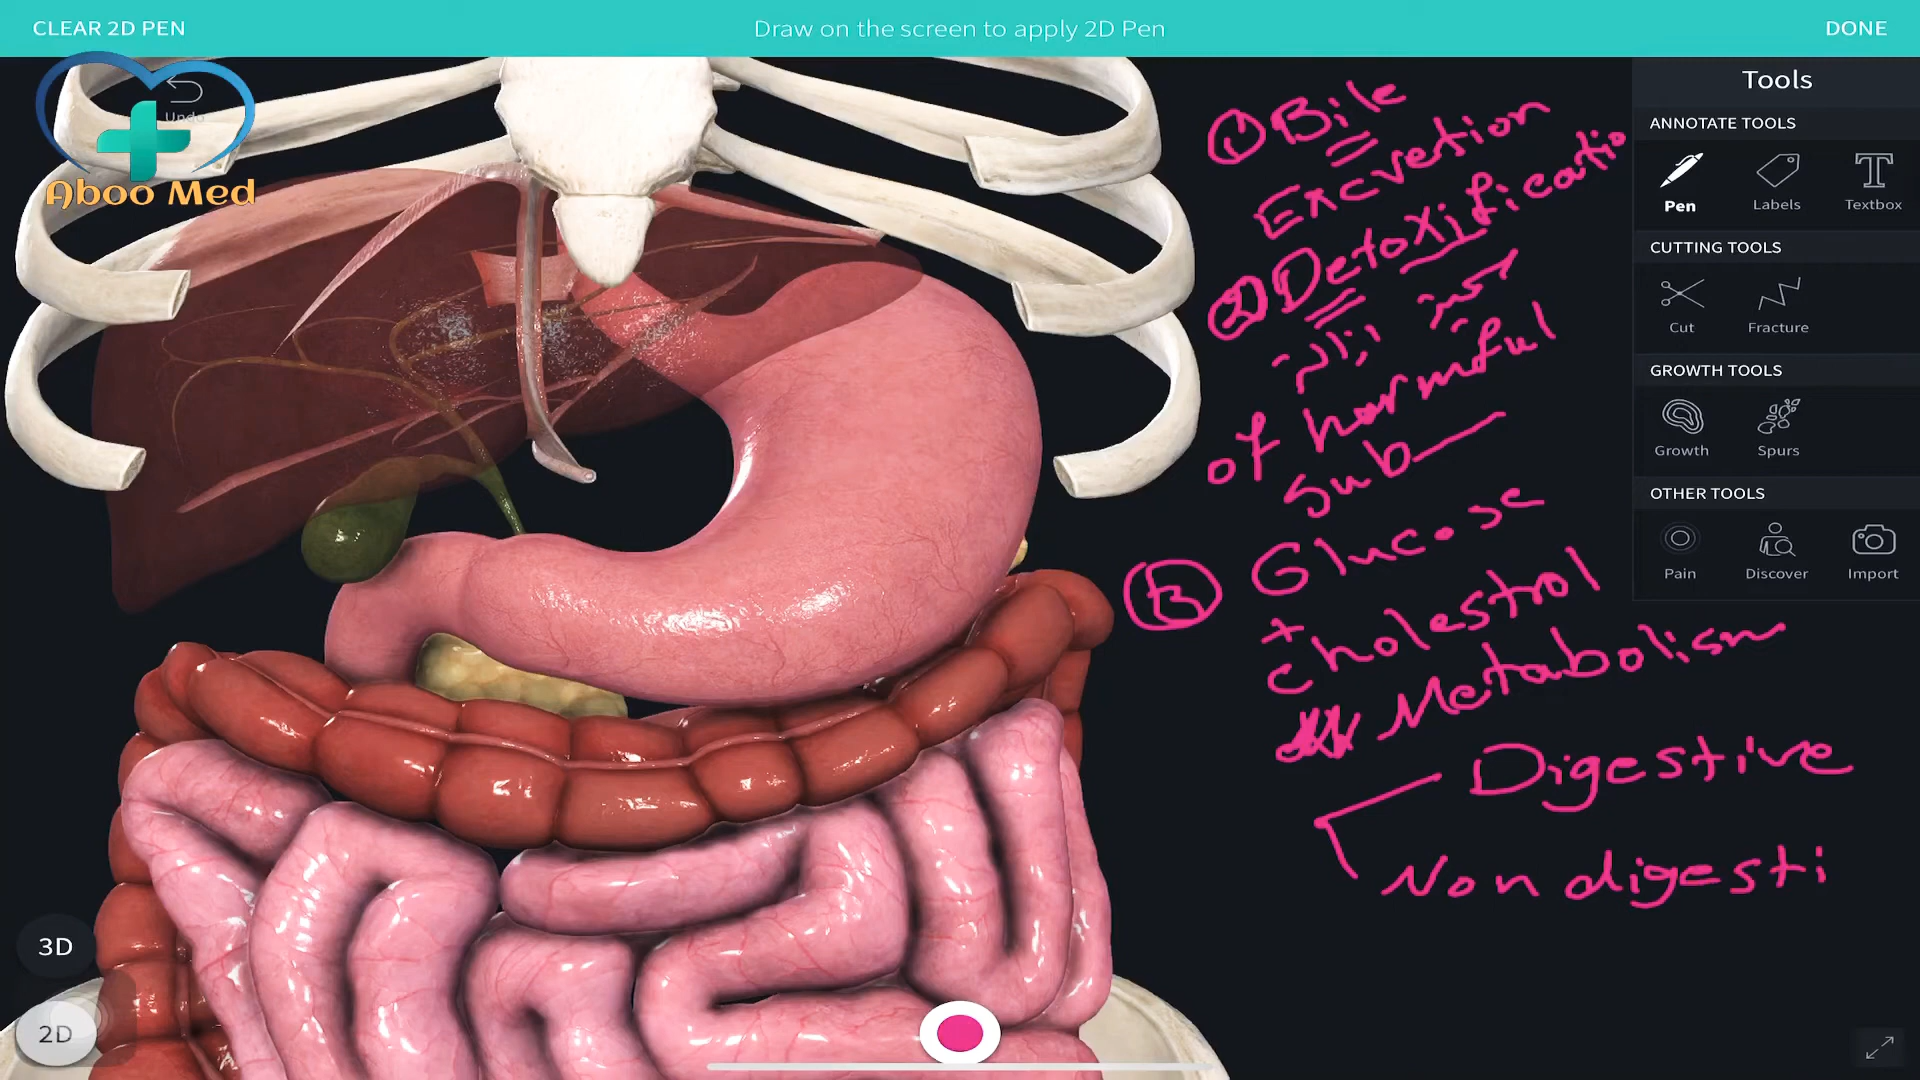 CLEAR 2D PEN
Draw on the screen to apply 2D Pen
DONE
Undo
Aboo Med
Tools
ANNOTATE TOOLS
Pen
Labels
Textbox
CUTTING TOOLS
Cut
Fracture
GROWTH TOOLS
Growth
Spurs
OTHER TOOLS
Pain
Discover
Import
① Bile
Excretion
② Detoxificatio
of harmful
Sub
③ Glucose
+
cholestrol
Metabolism
Digestive
Non digesti
3D
2D